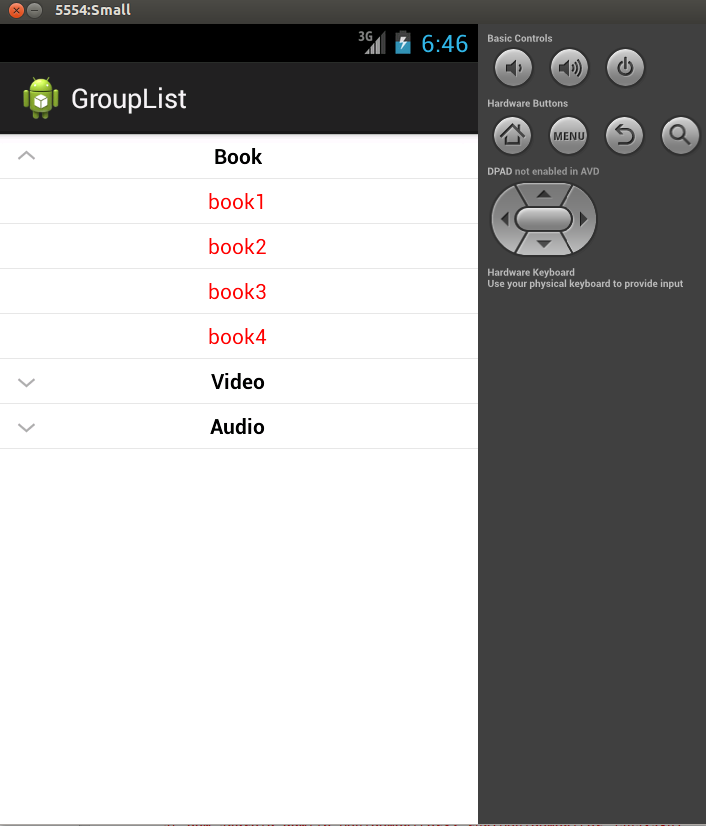 5554:Small
3G 6:46
GroupList
Book
book1
book2
book3
book4
Video
Audio
Basic Controls
Hardware Buttons
MENU
DPAD not enabled in AVD
Hardware Keyboard
Use your physical keyboard to provide input